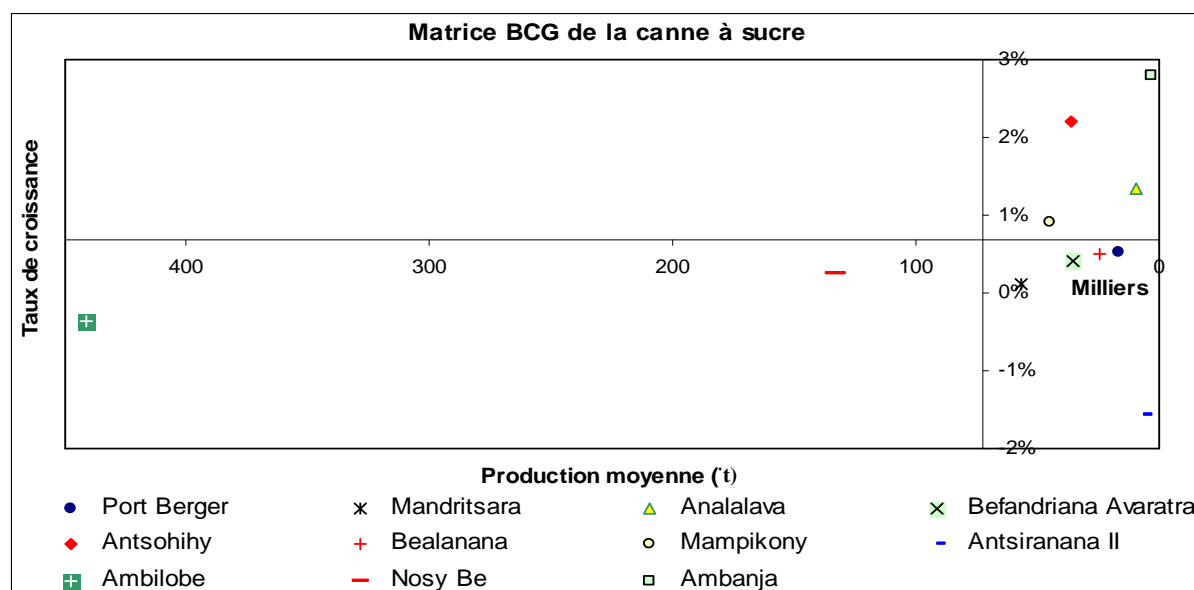 Matrice BCG de la canne à sucre
Taux de croissance
3%
2%
1%
400 300 200 100 0
Milliers
0%
-1%
-2%
Production moyenne (t)
Port Berger Mandritsara Analalava Befandriana Avaratra
Antsohihy Bealanana Mampikony Antsiranana II
Ambilobe Nosy Be Ambanja